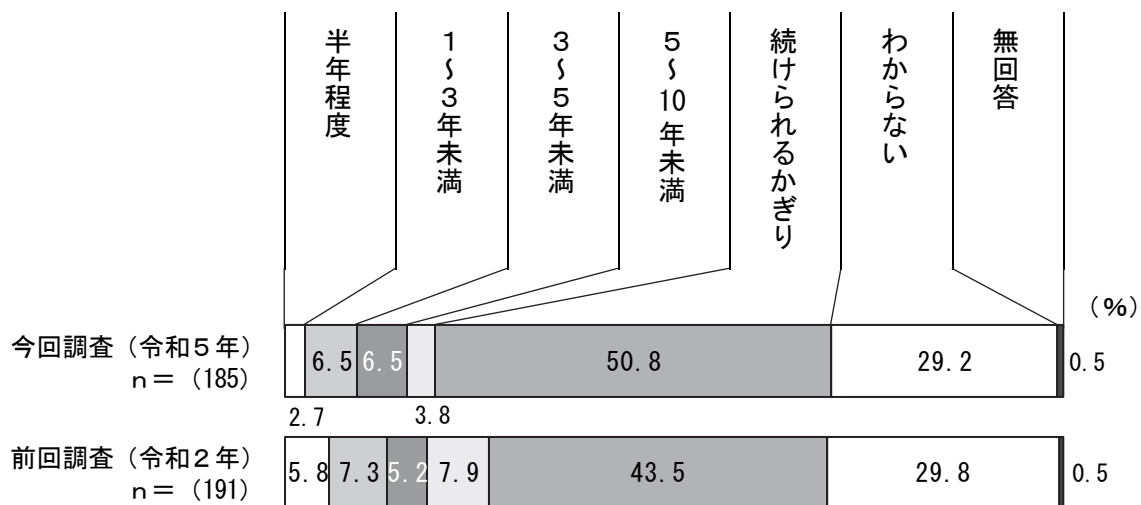 半年程度
1～3年未満
3～5年未満
5～10年未満
続けられるかぎり
わからない
無回答
（％）
今回調査（令和５年）
ｎ＝（185）
6.5
6.5
50.8
29.2
0.5
2.7
3.8
前回調査（令和２年）
ｎ＝（191）
5.8
7.3
5.2
7.9
43.5
29.8
0.5